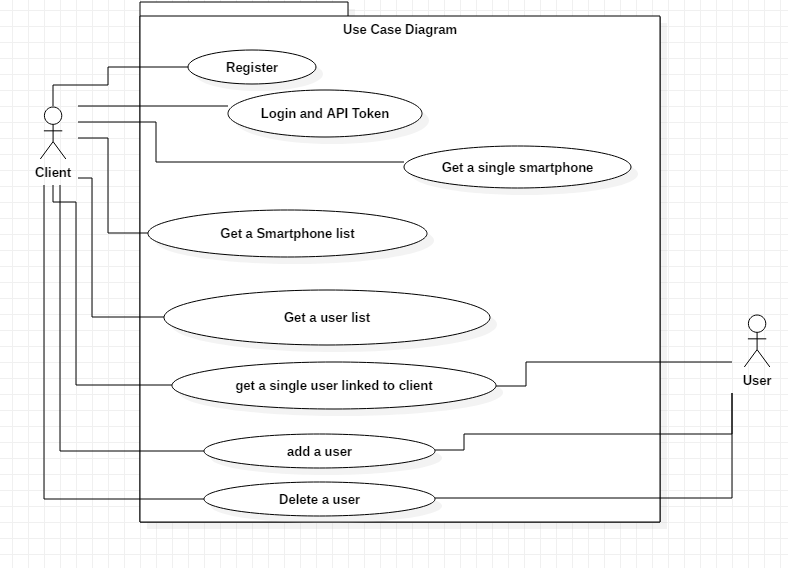 Use Case Diagram
Register
Login and API Token
Get a single smartphone
Client
Get a Smartphone list
Get a user list
get a single user linked to client
User
add a user
Delete a user